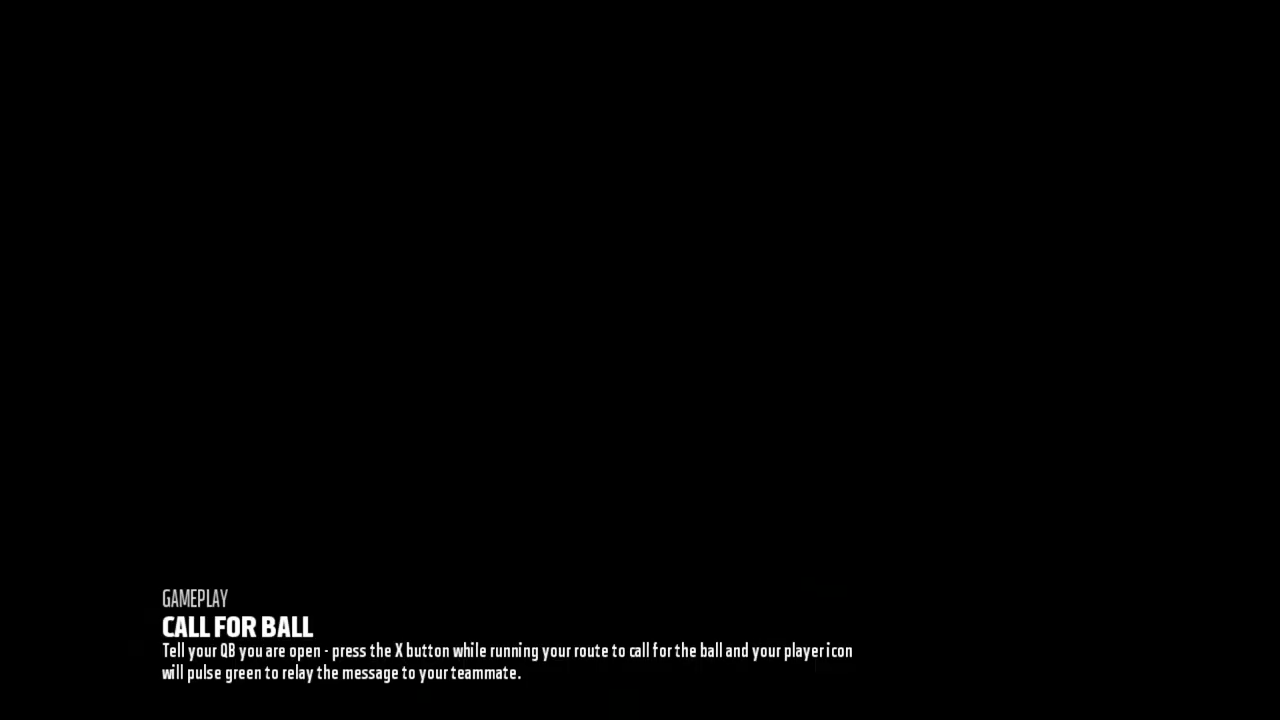 GAMEPLAY
CALL FOR BALL
Tell your QB you are open - press the X button while running your route to call for the ball and your player icon
will pulse green to relay the message to your teammate.